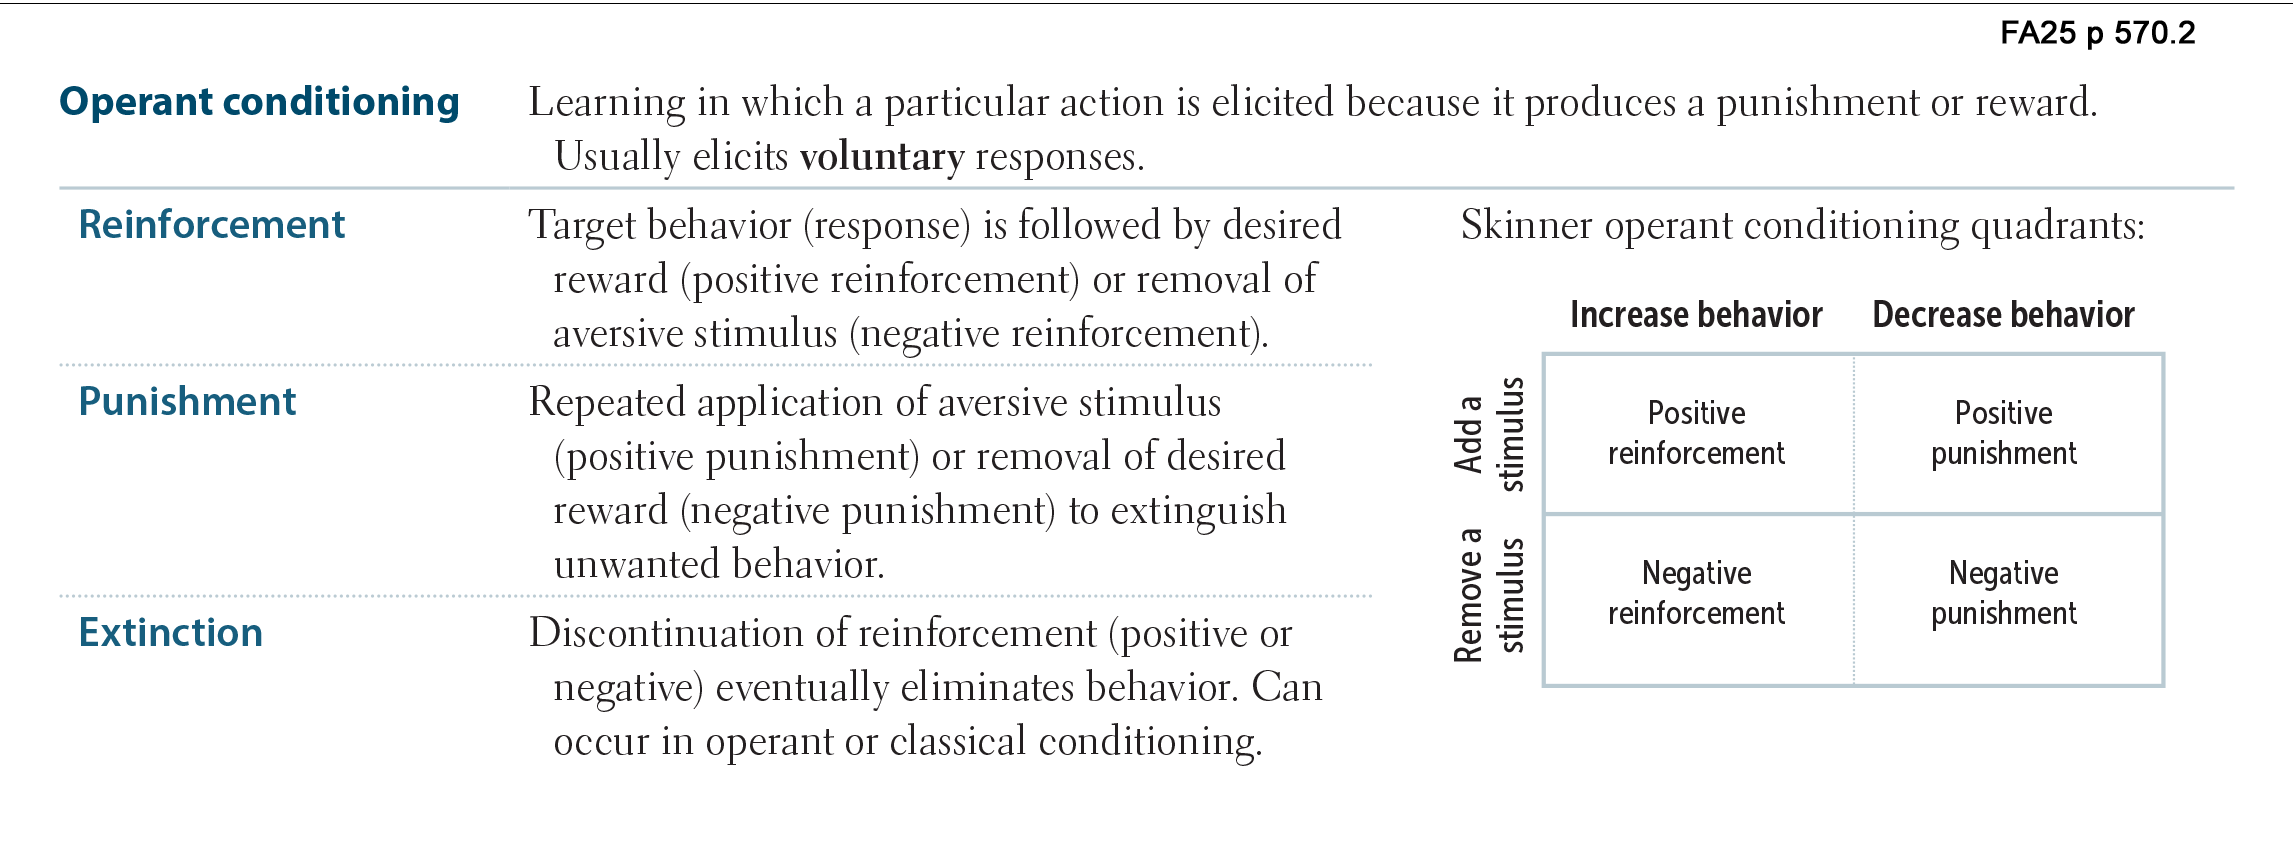 FA25 p 570.2
Operant conditioning
Learning in which a particular action is elicited because it produces a punishment or reward.
Usually elicits voluntary responses.
Reinforcement
Target behavior (response) is followed by desired
reward (positive reinforcement) or removal of
aversive stimulus (negative reinforcement).
Punishment
Repeated application of aversive stimulus
(positive punishment) or removal of desired
reward (negative punishment) to extinguish
unwanted behavior.
Extinction
Discontinuation of reinforcement (positive or
negative) eventually eliminates behavior. Can
occur in operant or classical conditioning.
Skinner operant conditioning quadrants:
Increase behavior
Decrease behavior
Add a
stimulus
Positive
reinforcement
Positive
punishment
Remove a
stimulus
Negative
reinforcement
Negative
punishment